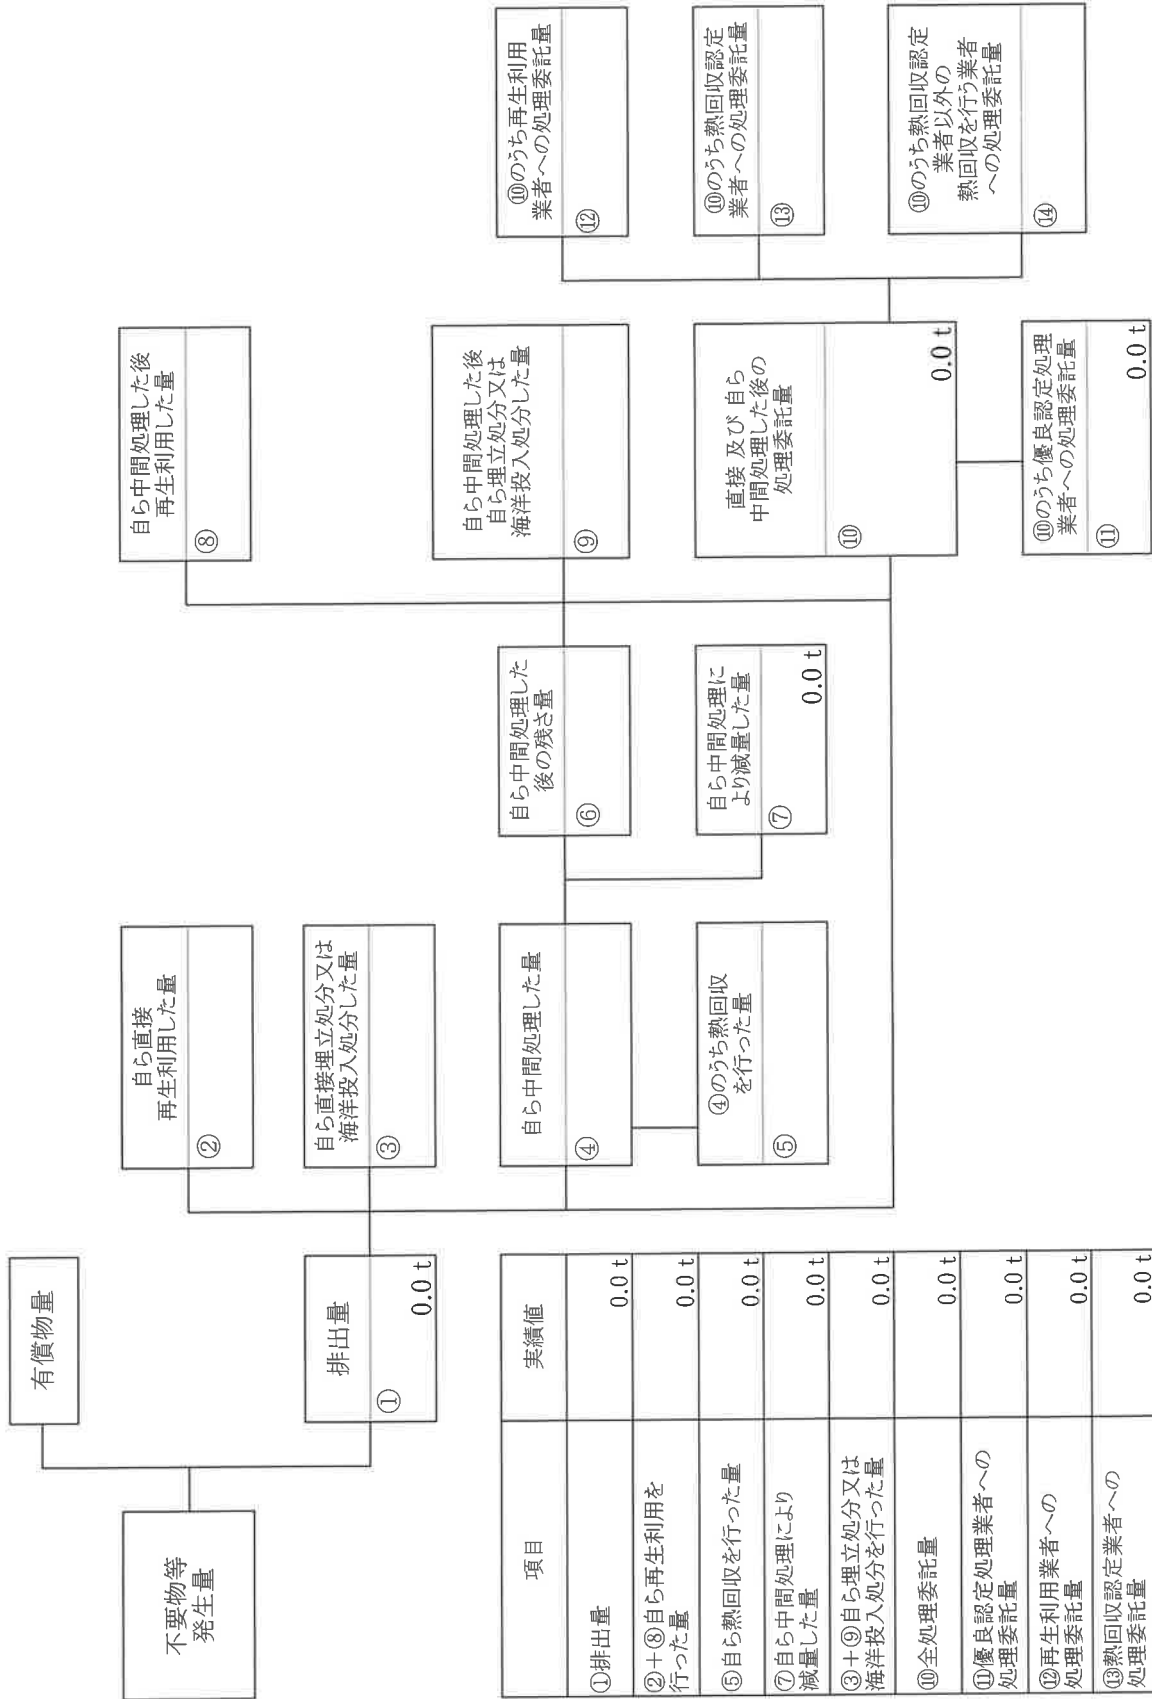 不要物等
発生量
有償物量
排出量
①
0.0 t
自ら直接
再生利用した量
②
自ら直接埋立処分又は
海洋投入処分した量
③
自ら中間処理した量
④
④のうち熱回収
を行った量
⑤
自ら中間処理した
後の残さ量
⑥
自ら中間処理に
より減量した量
⑦
0.0 t
自ら中間処理した後
再生利用した量
⑧
自ら中間処理した後
自ら埋立処分又は
海洋投入処分した量
⑨
直接 及び 自ら
中間処理した後の
処理委託量
⑩
0.0 t
⑩のうち優良認定処理
業者への処理委託量
⑪
0.0 t
⑩のうち再生利用
業者への処理委託量
⑫
⑩のうち熱回収認定
業者への処理委託量
⑬
⑩のうち熱回収認定
業者以外の
熱回収を行う業者
への処理委託量
⑭
項目
実績値
①排出量
0.0 t
②＋⑧自ら再生利用を
行った量
0.0 t
⑤自ら熱回収を行った量
0.0 t
⑦自ら中間処理により
減量した量
0.0 t
③＋⑨自ら埋立処分又は
海洋投入処分を行った量
0.0 t
⑩全処理委託量
0.0 t
⑪優良認定処理業者への
処理委託量
0.0 t
⑫再生利用業者への
処理委託量
0.0 t
⑬熱回収認定業者への
処理委託量
0.0 t